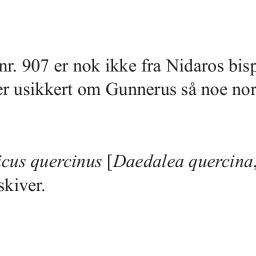 nr. 907 er nok ikke fra Nidaros bisp
er usikkert om Gunnerus så noe nor
icus quercinus [Daedalea quercina,
skiver.